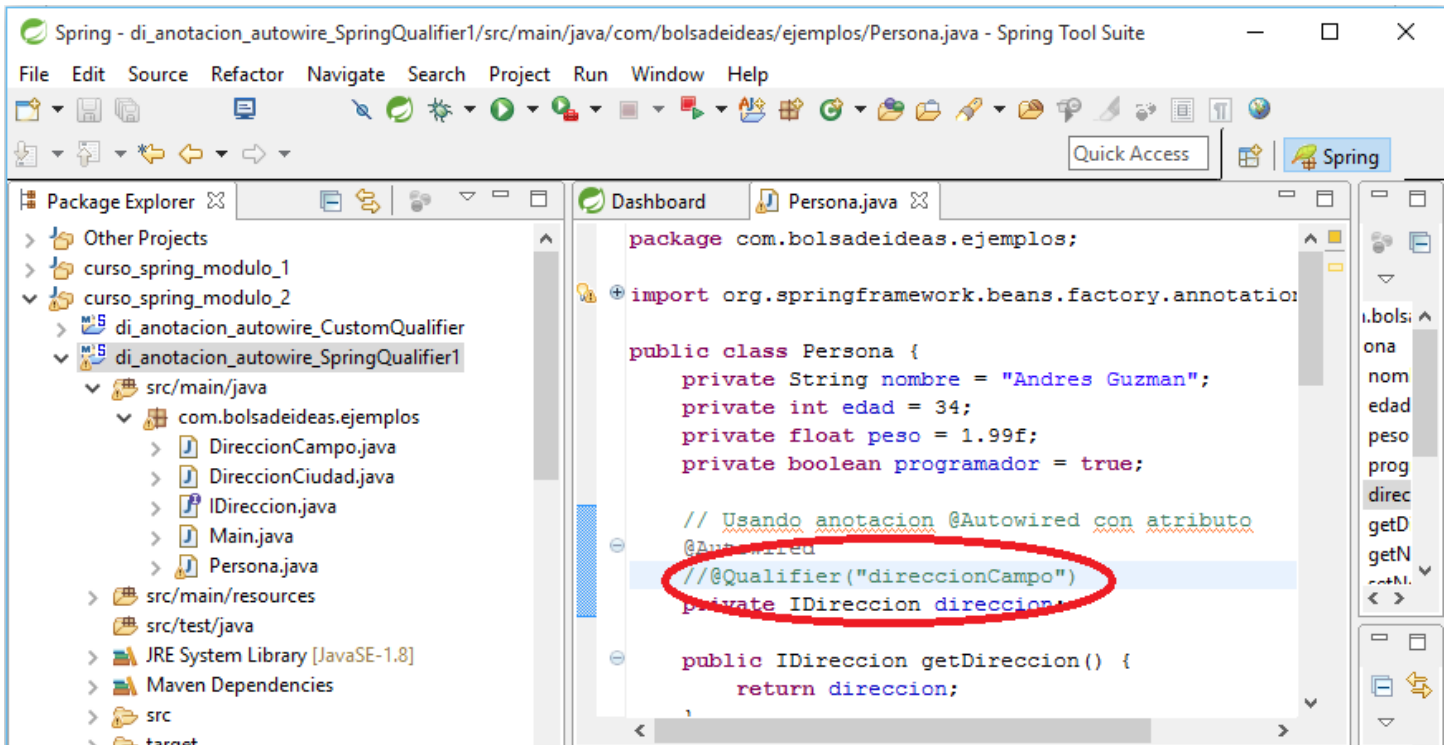 Spring - di_anotacion_autowire_SpringQualifier1/src/main/java/com/bolsadeideas/ejemplos/Persona.java - Spring Tool Suite
File Edit Source Refactor Navigate Search Project Run Window Help
Quick Access
Spring
Package Explorer
Other Projects
curso_spring_modulo_1
curso_spring_modulo_2
di_anotacion_autowire_CustomQualifier
di_anotacion_autowire_SpringQualifier1
src/main/java
com.bolsadeideas.ejemplos
DireccionCampo.java
DireccionCiudad.java
IDireccion.java
Main.java
Persona.java
src/main/resources
src/test/java
JRE System Library [JavaSE-1.8]
Maven Dependencies
src
target
Dashboard
Persona.java
package com.bolsadeideas.ejemplos;
import org.springframework.beans.factory.annotation
public class Persona {
private String nombre = "Andres Guzman";
private int edad = 34;
private float peso = 1.99f;
private boolean programador = true;
// Usando anotacion @Autowired con atributo
@Autowired
//@Qualifier("direccionCampo")
private IDireccion direccion;
public IDireccion getDireccion() {
return direccion;
}
ı.bolsa
ona
nom
edad
peso
prog
direc
getD
getN